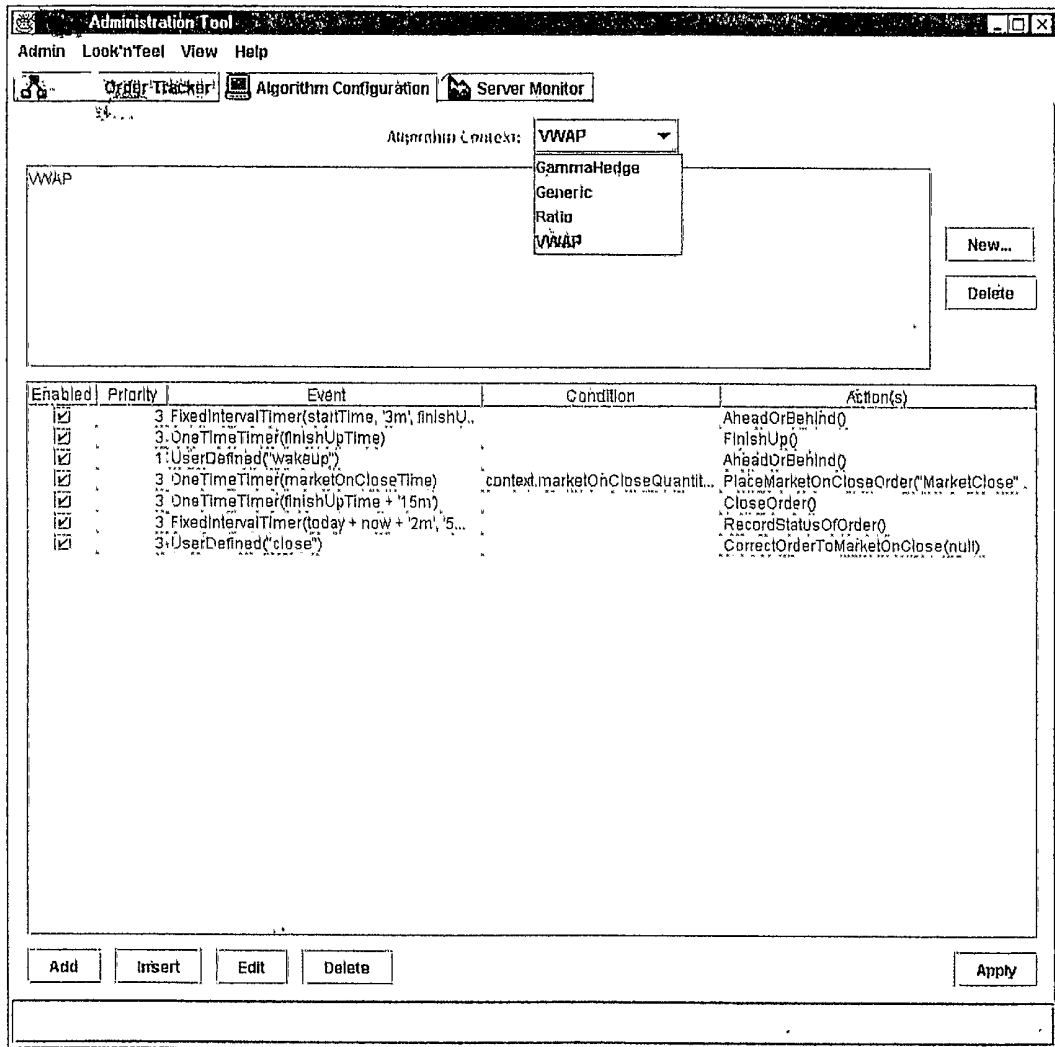 Administration Tool
Admin Look'n'feel View Help
Order Tracker Algorithm Configuration Server Monitor
Algorithm Context: VWAP
GammaHedge
Generic
Ratio
VWAP
VWAP
New...
Delete
Enabled Priority Event Condition Action(s)
3 FixedIntervalTimer(startTime, '3m', finishU.. AheadOrBehind()
3 OneTimeTimer(finishUpTime) FinishUp()
1 UserDefined("wakeup") AheadOrBehind()
3 OneTimeTimer(marketOnCloseTime) context.marketOnCloseQuantit... PlaceMarketOnCloseOrder("MarketClose" .
3 OneTimeTimer(finishUpTime + '15m) CloseOrder()
3 FixedIntervalTimer(today + now + '2m', '5... RecordStatusOfOrder()
3 UserDefined("close") CorrectOrderToMarketOnClose(null)
Add Insert Edit Delete Apply